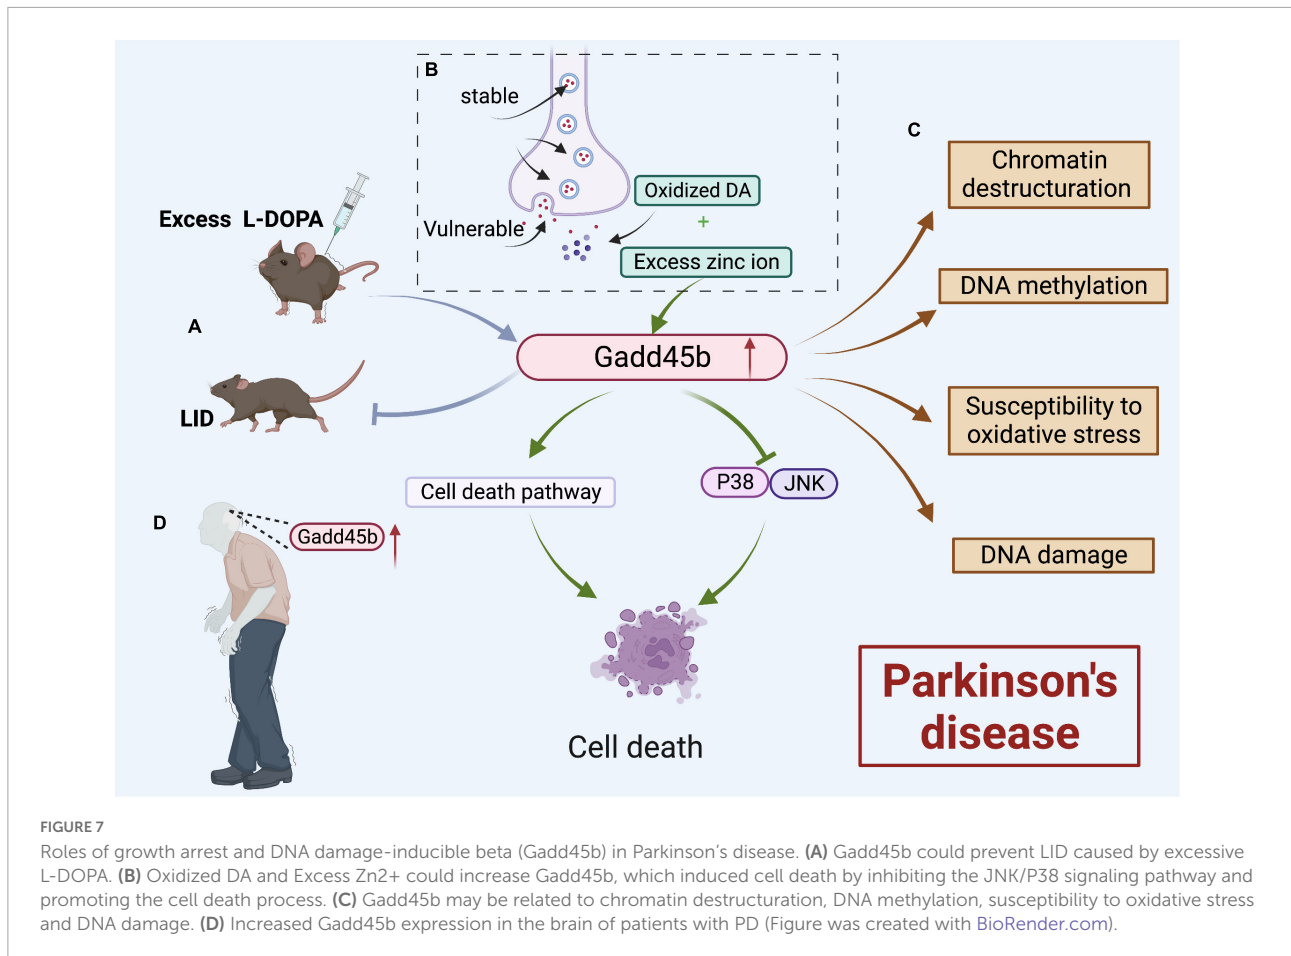 B
stable
Oxidized DA
+
Vulnerable
Excess zinc ion
Excess L-DOPA
A
LID
Gadd45b
C
Chromatin
destructuration
DNA methylation
Susceptibility to
oxidative stress
DNA damage
Cell death pathway
P38
JNK
D
Gadd45b
Cell death
Parkinson's
disease
FIGURE 7
Roles of growth arrest and DNA damage-inducible beta (Gadd45b) in Parkinson’s disease. (A) Gadd45b could prevent LID caused by excessive
L-DOPA. (B) Oxidized DA and Excess Zn2+ could increase Gadd45b, which induced cell death by inhibiting the JNK/P38 signaling pathway and
promoting the cell death process. (C) Gadd45b may be related to chromatin destructuration, DNA methylation, susceptibility to oxidative stress
and DNA damage. (D) Increased Gadd45b expression in the brain of patients with PD (Figure was created with BioRender.com).